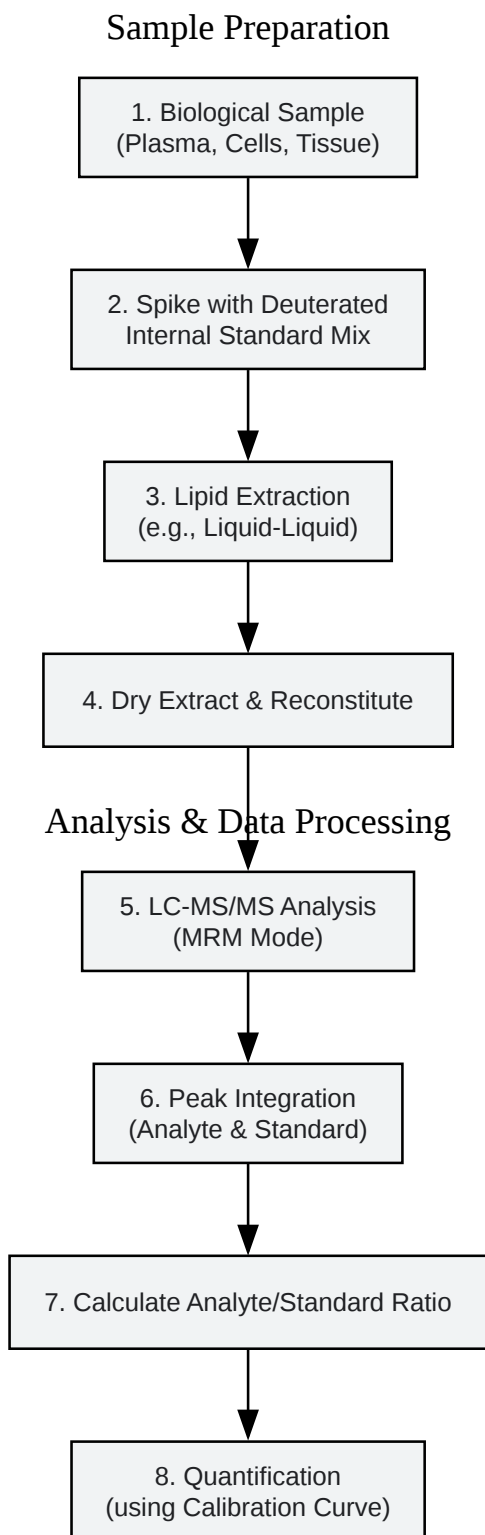 Sample Preparation
1. Biological Sample
(Plasma, Cells, Tissue)
2. Spike with Deuterated
Internal Standard Mix
3. Lipid Extraction
(e.g., Liquid-Liquid)
4. Dry Extract & Reconstitute
Analysis & Data Processing
5. LC-MS/MS Analysis
(MRM Mode)
6. Peak Integration
(Analyte & Standard)
7. Calculate Analyte/Standard Ratio
8. Quantification
(using Calibration Curve)